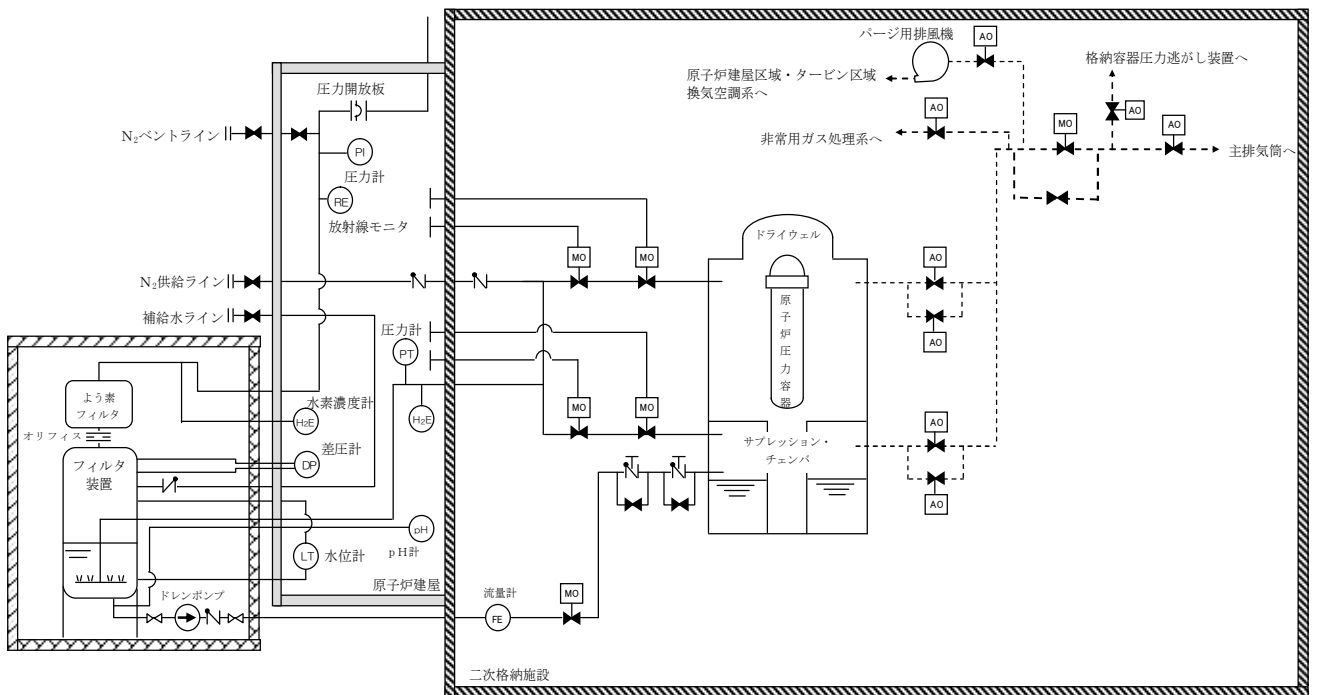 パージ用排風機
AO
格納容器圧力逃がし装置へ
原子炉建屋区域・タービン区域
換気空調系へ
圧力開放板
AO
AO
MO
AO
N₂ベントライン
非常用ガス処理系へ
主排気筒へ
PI
圧力計
RE
放射線モニタ
ドライウェル
MO
MO
AO
N₂供給ライン
原子炉圧力容器
補給水ライン
圧力計
AO
PT
よう素
フィルタ
水素濃度計
H₂E
H₂E
MO
MO
AO
オリフィス
差圧計
サプレッション・
チェンバ
フィルタ
装置
DP
AO
pH
pH計
LT
水位計
原子炉建屋
ドレンポンプ
流量計
MO
FE
二次格納施設